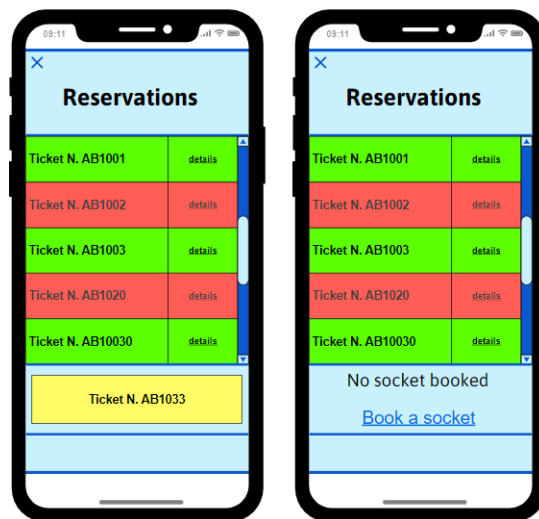 09:11
Reservations
Ticket N. AB1001 details
Ticket N. AB1002 details
Ticket N. AB1003 details
Ticket N. AB1020 details
Ticket N. AB10030 details
Ticket N. AB1033
09:11
Reservations
Ticket N. AB1001 details
Ticket N. AB1002 details
Ticket N. AB1003 details
Ticket N. AB1020 details
Ticket N. AB10030 details
No socket booked
Book a socket